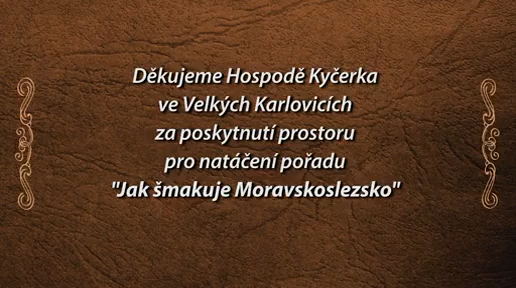 Děkujeme Hospodě Kyčerka
ve Velkých Karlovicích
za poskytnutí prostoru
pro natáčení pořadu
"Jak šmakuje Moravskoslezsko"